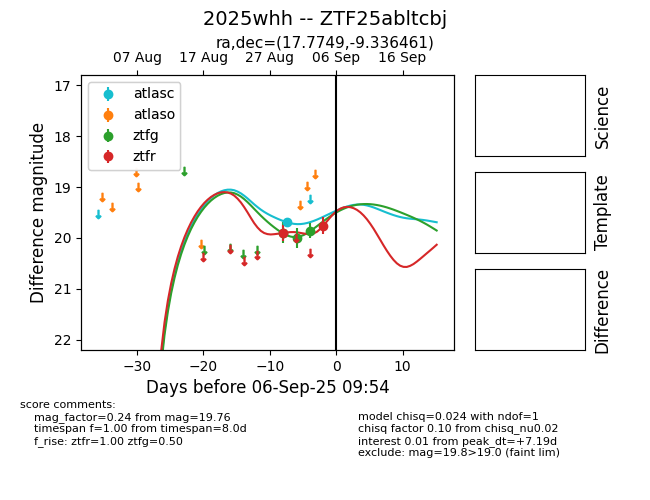 2025whh -- ZTF25abltcbj
ra,dec=(17.7749,-9.336461)
07 Aug 17 Aug 27 Aug 06 Sep 16 Sep
atlasc
atlaso
ztfg
ztfr
17
18
19
20
21
22
Difference magnitude
−30 −20 −10 0 10
Days before 06-Sep-25 09:54
Science
Template
Difference
score comments:
mag_factor=0.24 from mag=19.76
timespan f=1.00 from timespan=8.0d
f_rise: ztfr=1.00 ztfg=0.50
model chisq=0.024 with ndof=1
chisq factor 0.10 from chisq_nu0.02
interest 0.01 from peak_dt=+7.19d
exclude: mag=19.8>19.0 (faint lim)